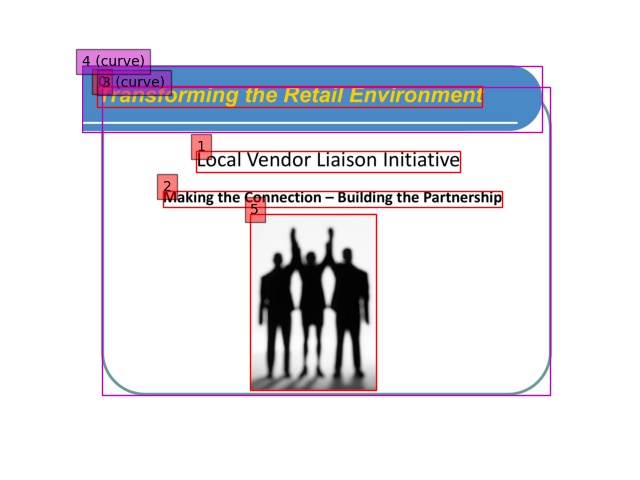 4 (curve)
3 (curve)
Transforming the Retail Environment
1
Local Vendor Liaison Initiative
2
Making the Connection – Building the Partnership
5